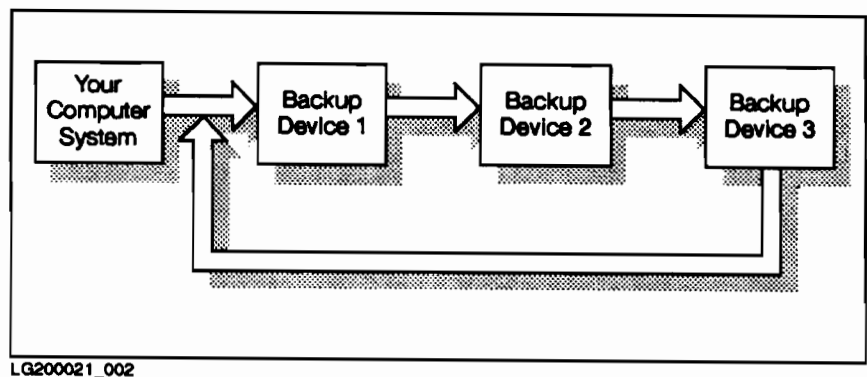 Your
Computer
System
Backup
Device 1
Backup
Device 2
Backup
Device 3
LG200021_002